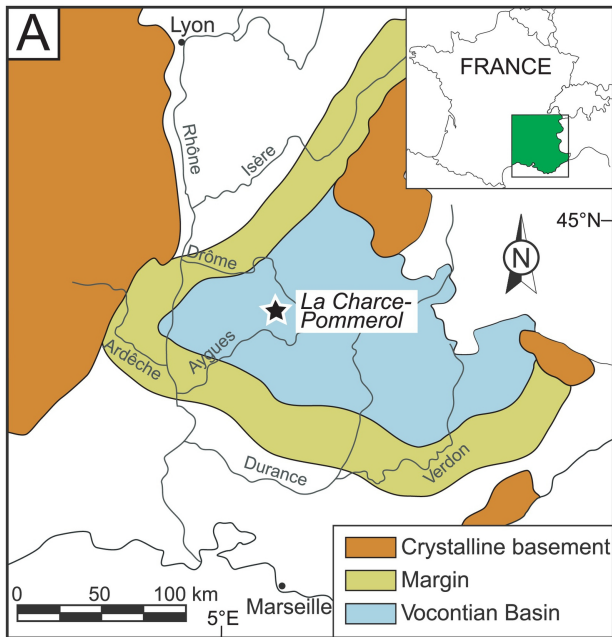 A
Lyon
FRANCE
Rhône
Isère
45°N
N
Drôme
La Charce-
Pommerol
Aygues
Ardêche
Durance
Verdon
Crystalline basement
Margin
Vocontian Basin
0 50 100 km
5°E
Marseille